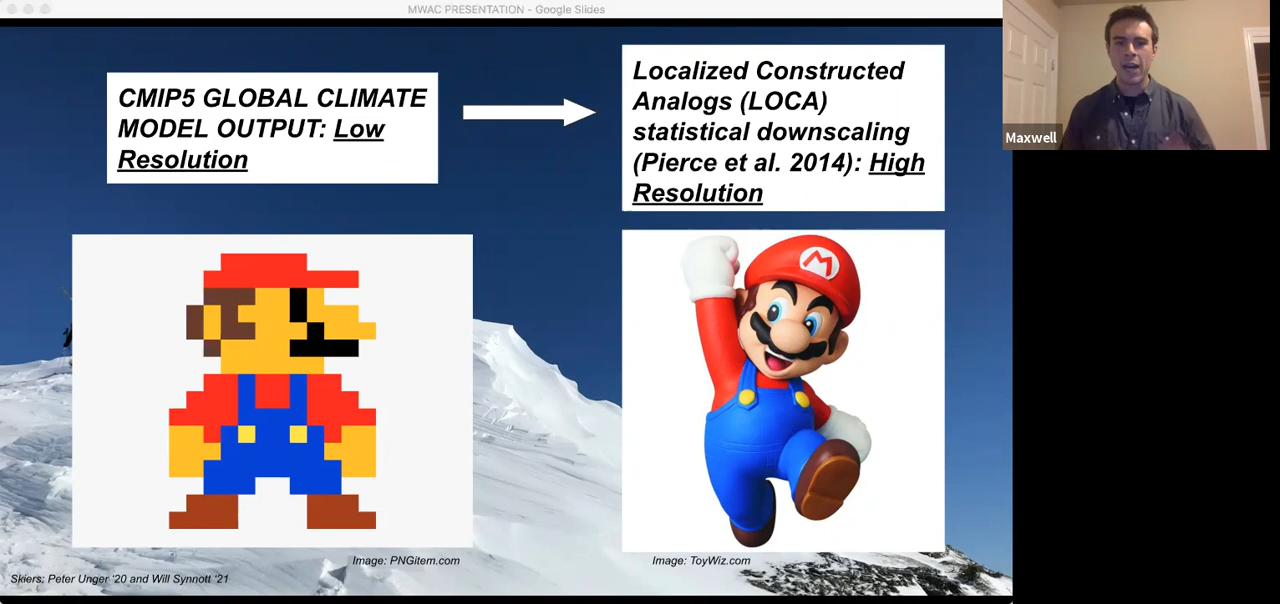 MWAC PRESENTATION - Google Slides
CMIP5 GLOBAL CLIMATE
MODEL OUTPUT: Low
Resolution
Localized Constructed
Analogs (LOCA)
statistical downscaling
(Pierce et al. 2014): High
Resolution
Maxwell
M
Image: PNGitem.com
Image: ToyWiz.com
Skiers: Peter Unger ‘20 and Will Synnott ‘21